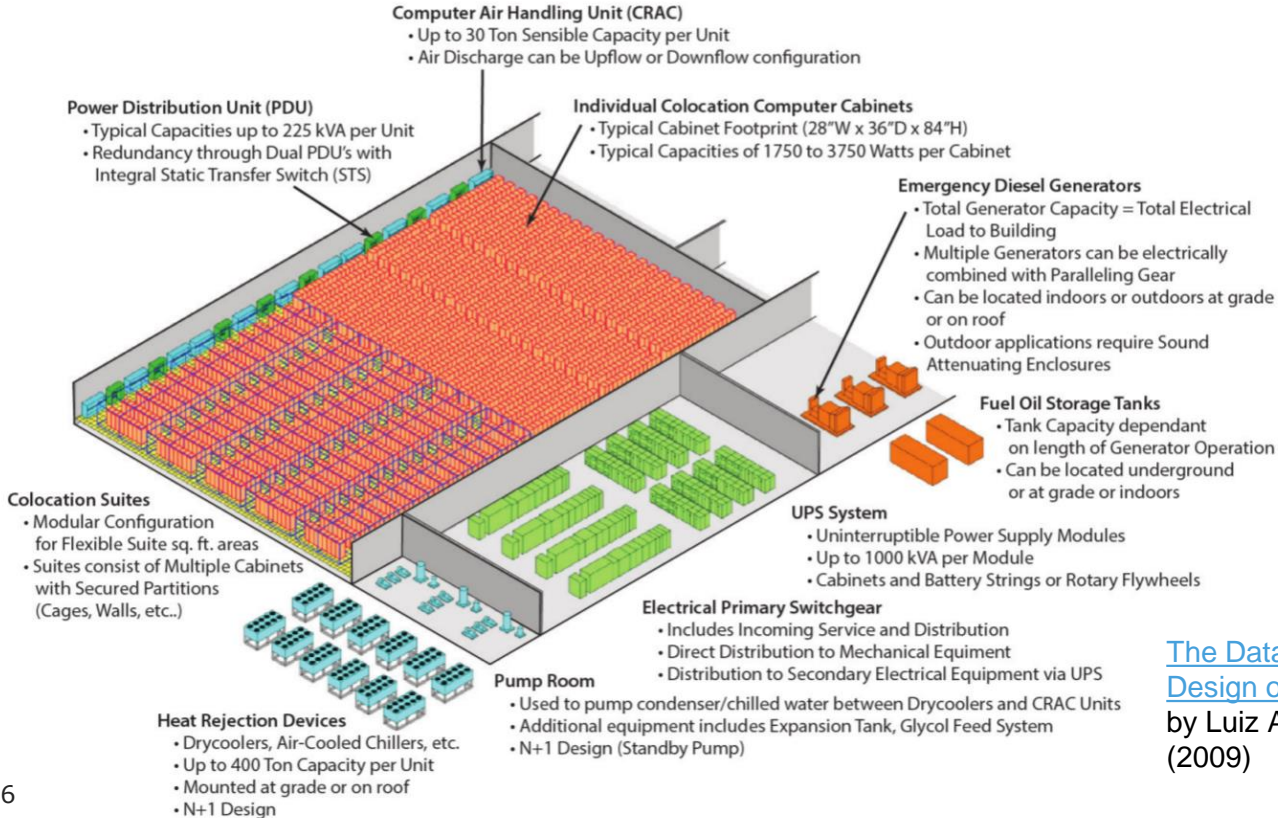 Computer Air Handling Unit (CRAC)
• Up to 30 Ton Sensible Capacity per Unit
• Air Discharge can be Upflow or Downflow configuration
Power Distribution Unit (PDU)
• Typical Capacities up to 225 kVA per Unit
• Redundancy through Dual PDU's with
Integral Static Transfer Switch (STS)
Individual Colocation Computer Cabinets
• Typical Cabinet Footprint (28"W x 36"D x 84"H)
• Typical Capacities of 1750 to 3750 Watts per Cabinet
Emergency Diesel Generators
• Total Generator Capacity = Total Electrical
Load to Building
• Multiple Generators can be electrically
combined with Paralleling Gear
• Can be located indoors or outdoors at grade
or on roof
• Outdoor applications require Sound
Attenuating Enclosures
Fuel Oil Storage Tanks
• Tank Capacity dependant
on length of Generator Operation
• Can be located underground
or at grade or indoors
Colocation Suites
• Modular Configuration
for Flexible Suite sq. ft. areas
• Suites consist of Multiple Cabinets
with Secured Partitions
(Cages, Walls, etc..)
UPS System
• Uninterruptible Power Supply Modules
• Up to 1000 kVA per Module
• Cabinets and Battery Strings or Rotary Flywheels
Electrical Primary Switchgear
• Includes Incoming Service and Distribution
• Direct Distribution to Mechanical Equiment
• Distribution to Secondary Electrical Equipment via UPS
Pump Room
• Used to pump condenser/chilled water between Drycoolers and CRAC Units
• Additional equipment includes Expansion Tank, Glycol Feed System
• N+1 Design (Standby Pump)
Heat Rejection Devices
• Drycoolers, Air-Cooled Chillers, etc.
• Up to 400 Ton Capacity per Unit
• Mounted at grade or on roof
• N+1 Design
The Data
Design o
by Luiz A
(2009)
6